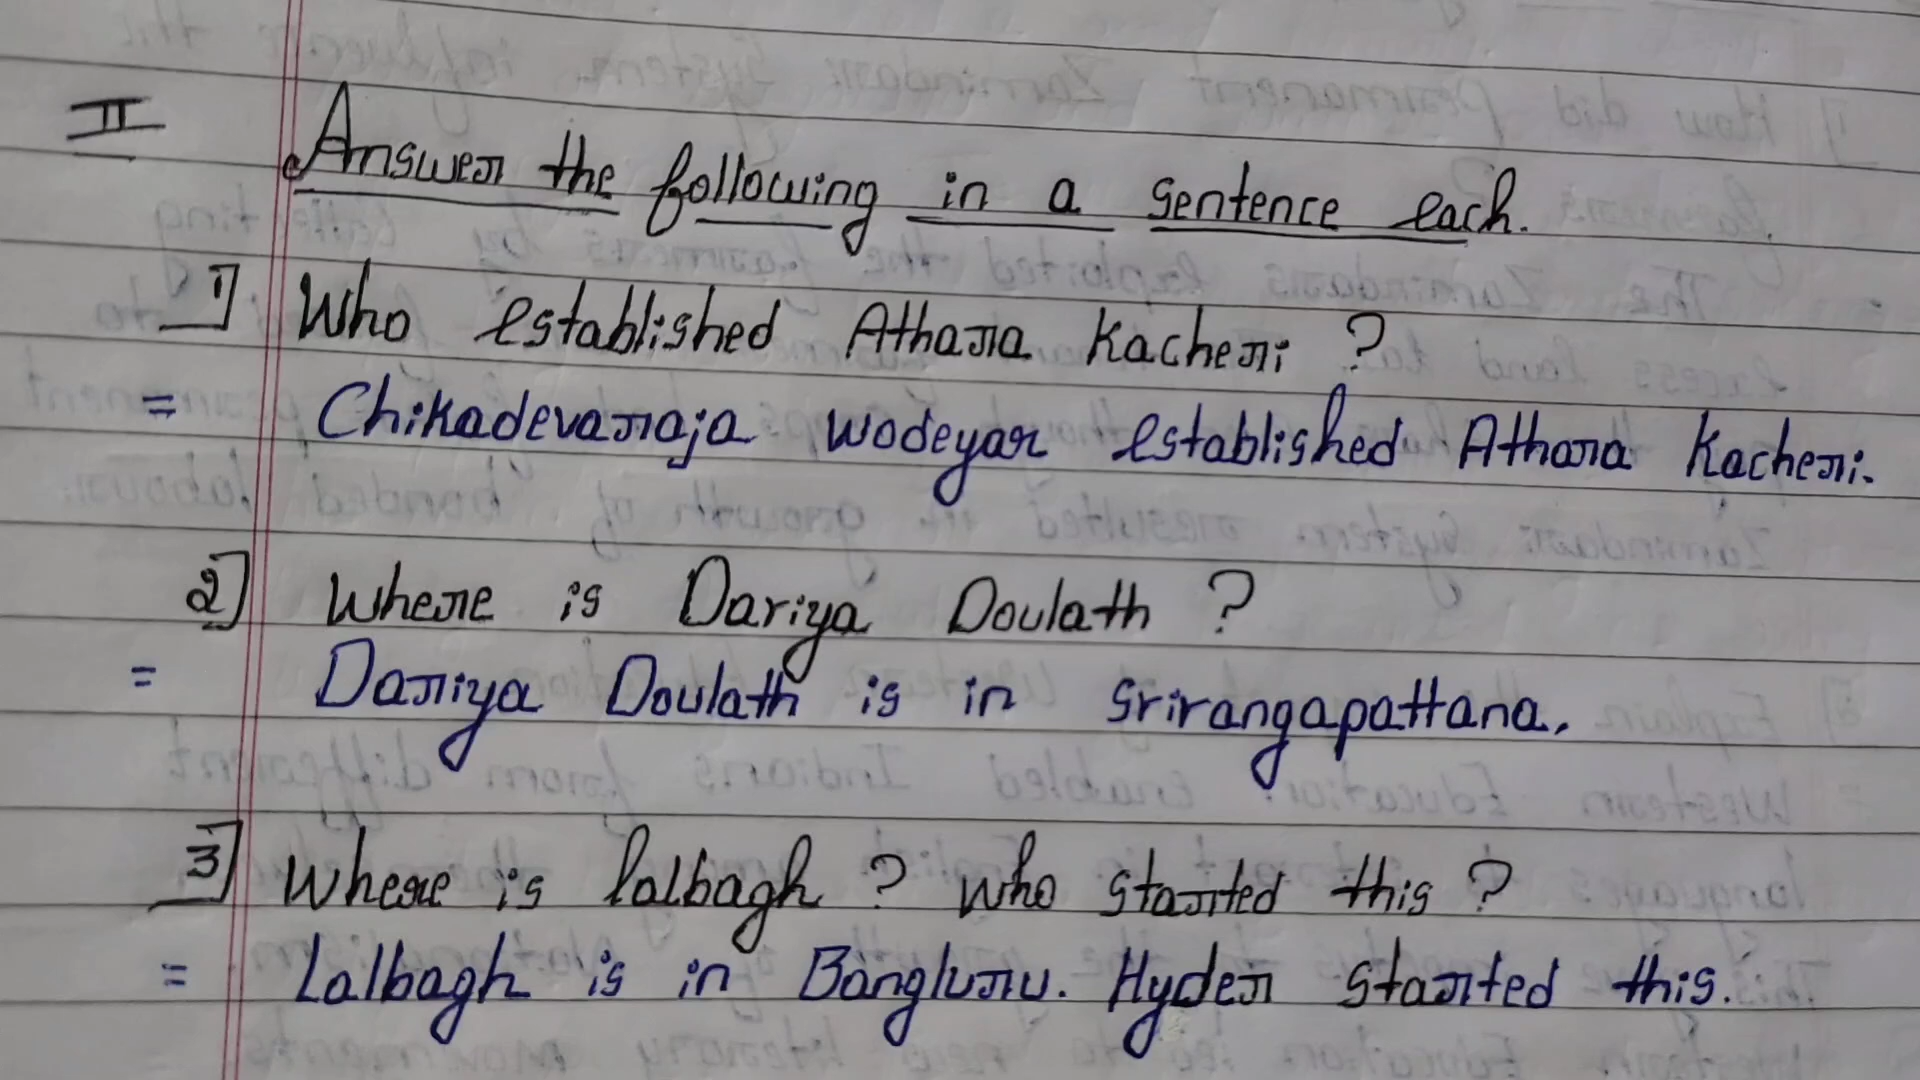 II Answer the following in a sentence each.
1] Who established Athara Kacheri ?
= Chikadevaraja wodeyar established Athara Kacheri.
2] Where is Dariya Doulath ?
= Dariya Doulath is in Srirangapattana.
3] Where is lalbagh ? Who started this ?
= Lalbagh is in Bangluru. Hyder started this.